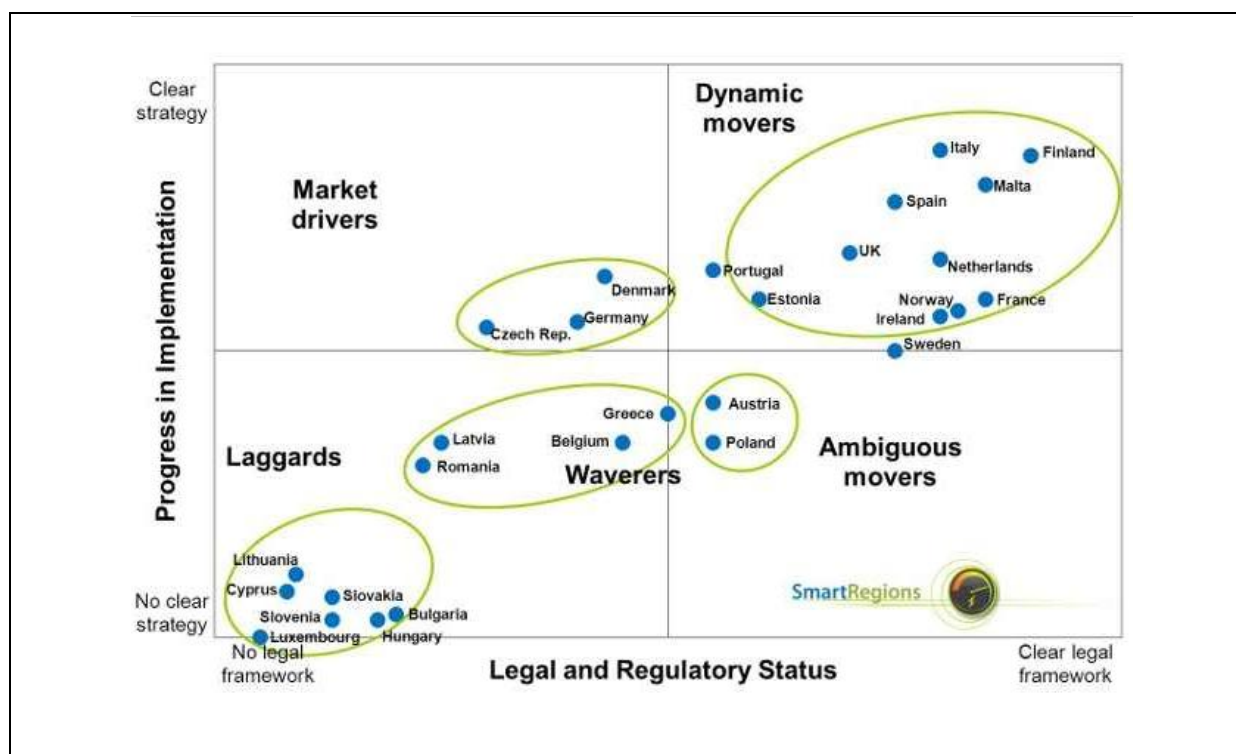 Clear
strategy
Dynamic
movers
Italy
Finland
Malta
Market
drivers
Spain
UK
Netherlands
Portugal
Denmark
Estonia
Norway
France
Germany
Ireland
Czech Rep.
Sweden
Progress in Implementation
Greece
Austria
Latvia
Belgium
Poland
Laggards
Romania
Waverers
Ambiguous
movers
Lithuania
Cyprus
Slovakia
SmartRegions
No clear
strategy
Slovenia
Bulgaria
Luxembourg
Hungary
No legal
framework
Legal and Regulatory Status
Clear legal
framework